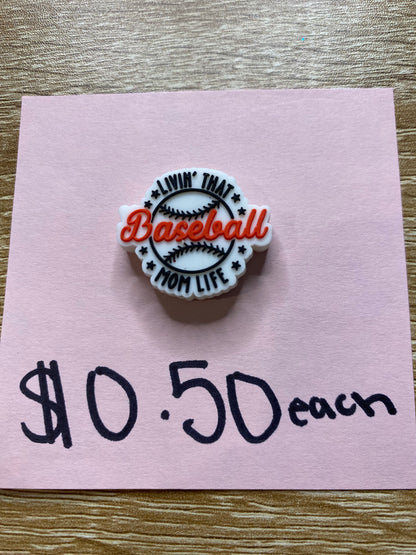 LIVIN' THAT
Baseball
MOM LIFE
$0.50 each